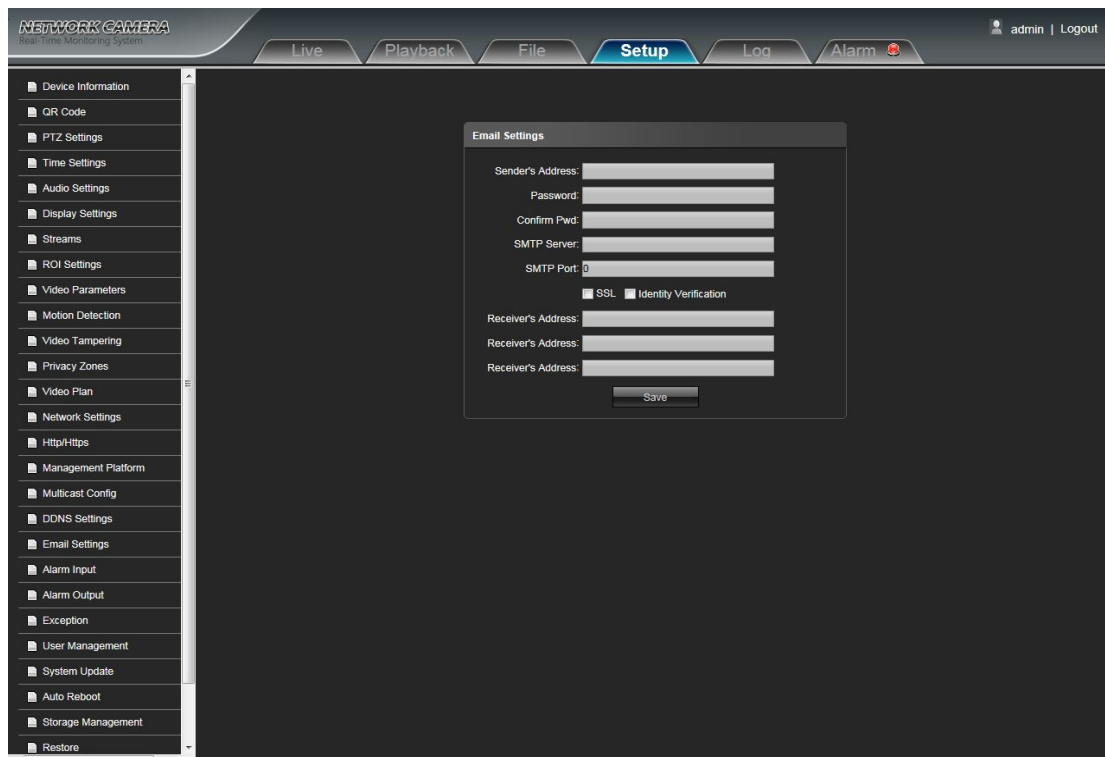 NETWORK CAMERA
Real-Time Monitoring System
admin | Logout
Live Playback File Setup Log Alarm
Device Information
QR Code
PTZ Settings
Time Settings
Audio Settings
Display Settings
Streams
ROI Settings
Video Parameters
Motion Detection
Video Tampering
Privacy Zones
Video Plan
Network Settings
Http/Https
Management Platform
Multicast Config
DDNS Settings
Email Settings
Alarm Input
Alarm Output
Exception
User Management
System Update
Auto Reboot
Storage Management
Restore
Email Settings
Sender's Address:
Password:
Confirm Pwd:
SMTP Server:
SMTP Port: 0
SSL Identity Verification
Receiver's Address:
Receiver's Address:
Receiver's Address:
Save